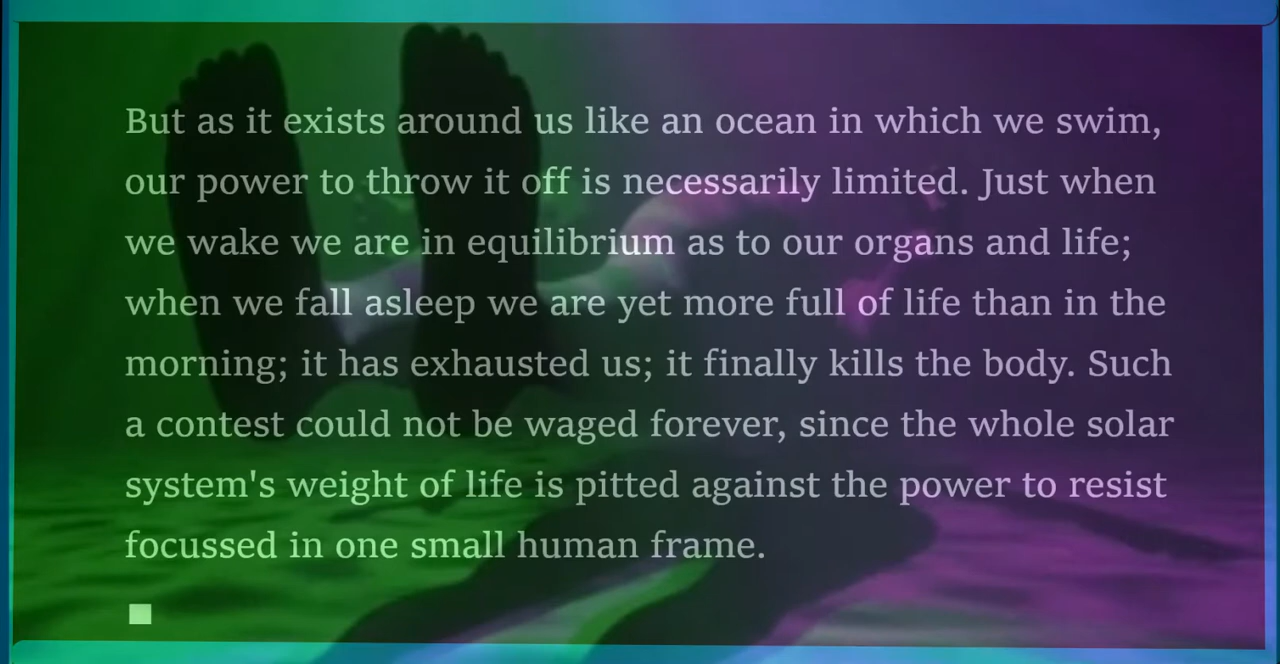 But as it exists around us like an ocean in which we swim,
our power to throw it off is necessarily limited. Just when
we wake we are in equilibrium as to our organs and life;
when we fall asleep we are yet more full of life than in the
morning; it has exhausted us; it finally kills the body. Such
a contest could not be waged forever, since the whole solar
system's weight of life is pitted against the power to resist
focussed in one small human frame.